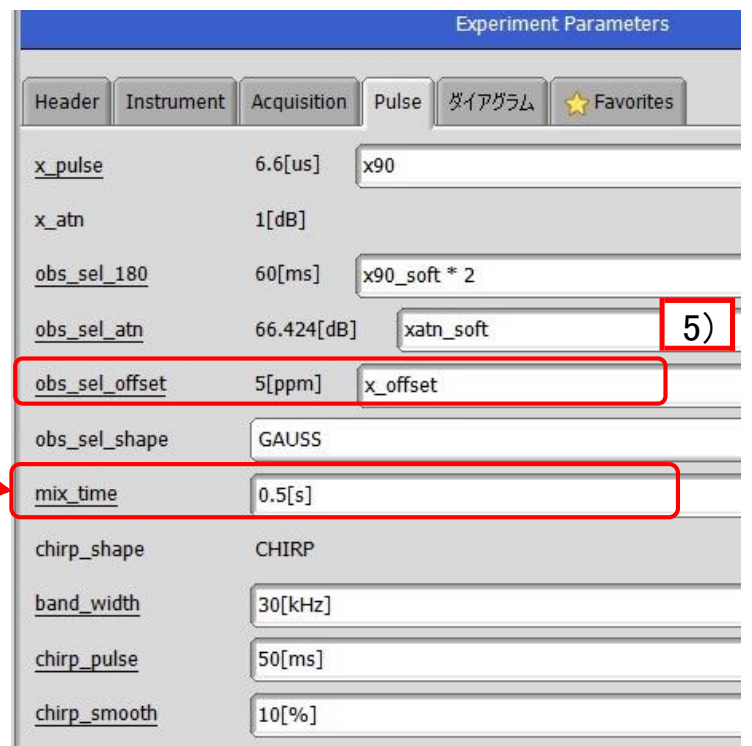 Experiment Parameters
Header Instrument Acquisition Pulse ダイアグラム Favorites
x_pulse 6.6[us] x90
x_atn 1[dB]
obs_sel_180 60[ms] x90_soft * 2
obs_sel_atn 66.424[dB] xatn_soft 5)
obs_sel_offset 5[ppm] x_offset
obs_sel_shape GAUSS
mix_time 0.5[s]
chirp_shape CHIRP
band_width 30[kHz]
chirp_pulse 50[ms]
chirp_smooth 10[%]